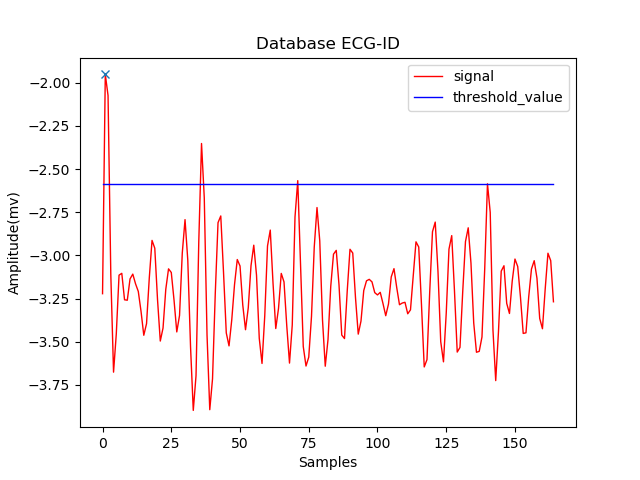 Database ECG-ID
signal
threshold_value
−2.00
−2.25
−2.50
−2.75
−3.00
−3.25
−3.50
−3.75
Amplitude(mv)
0 25 50 75 100 125 150
Samples